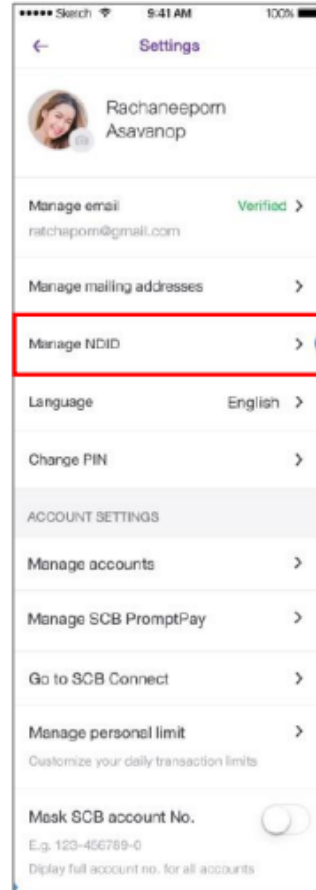 Sketch 9:41 AM 100%
Settings
Rachaneeporn
Asavanop
Manage email Verified
ratchaporn@gmail.com
Manage mailing addresses
Manage NDID
Language English
Change PIN
ACCOUNT SETTINGS
Manage accounts
Manage SCB PromptPay
Go to SCB Connect
Manage personal limit
Customize your daily transaction limits
Mask SCB account No.
E.g. 123-456789-0
Diplay full account no. for all accounts